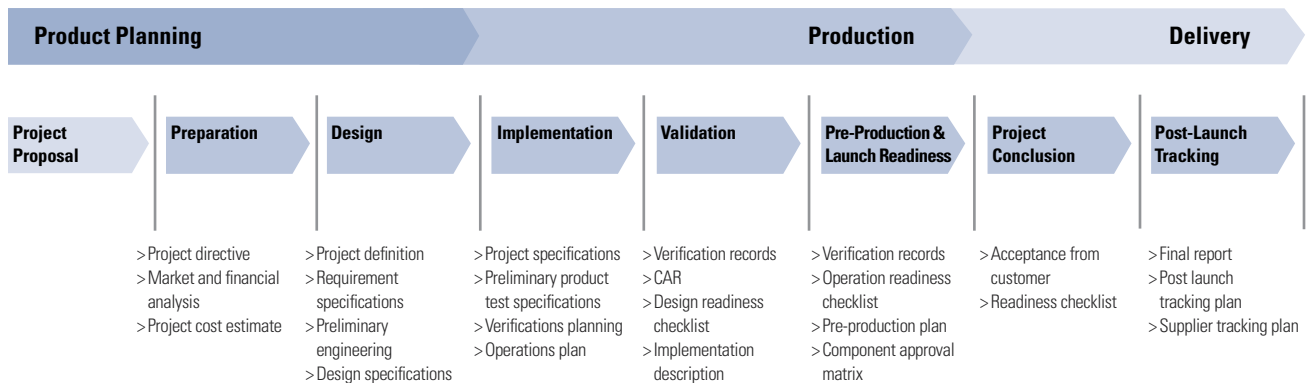 Product Planning
Production
Delivery
Project
Proposal
Preparation
Design
Implementation
Validation
Pre-Production &
Launch Readiness
Project
Conclusion
Post-Launch
Tracking
>Project directive
>Market and financial
analysis
>Project cost estimate
>Project definition
>Requirement
specifications
>Preliminary
engineering
>Design specifications
>Project specifications
>Preliminary product
test specifications
>Verifications planning
>Operations plan
>Verification records
>CAR
>Design readiness
checklist
>Implementation
description
>Verification records
>Operation readiness
checklist
>Pre-production plan
>Component approval
matrix
>Acceptance from
customer
>Readiness checklist
>Final report
>Post launch
tracking plan
>Supplier tracking plan